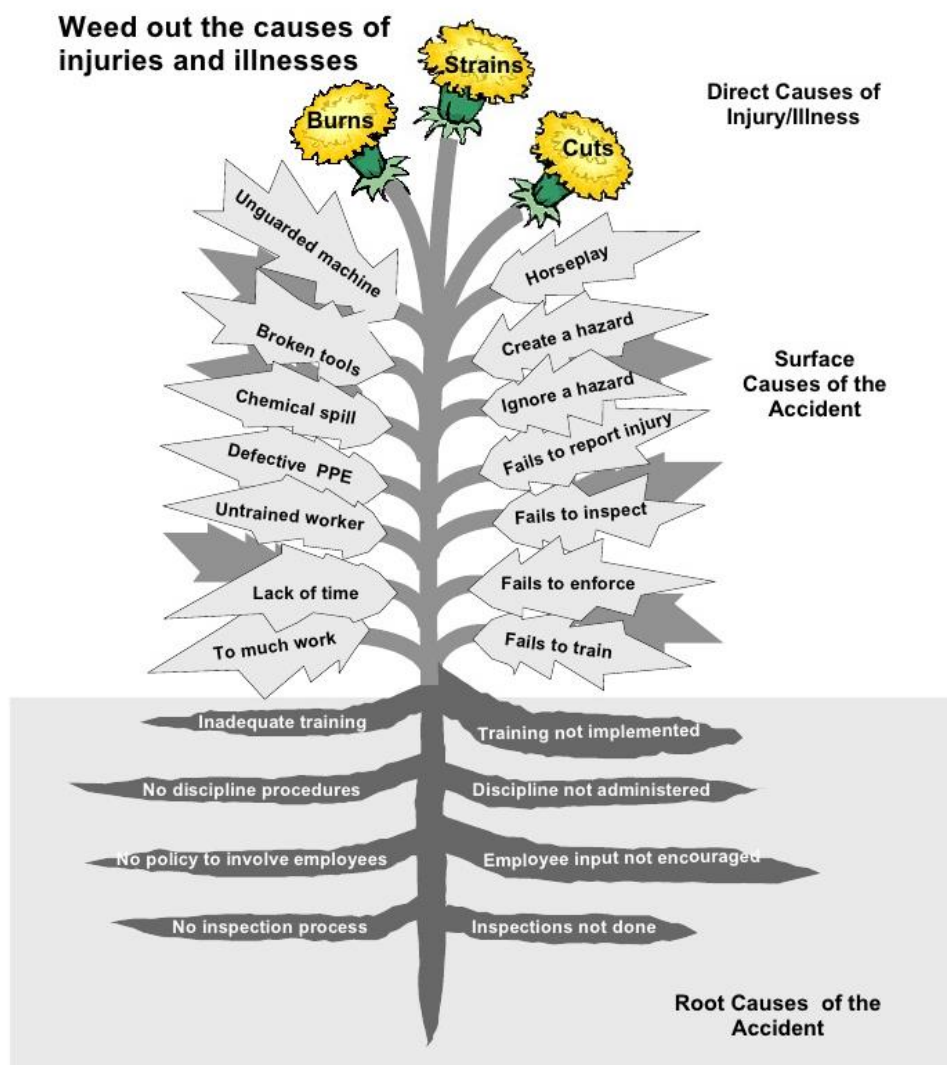 Weed out the causes of
injuries and illnesses
Strains
Burns
Cuts
Direct Causes of
Injury/Illness
Unguarded machine
Horseplay
Broken tools
Create a hazard
Surface
Causes of the
Accident
Chemical spill
Ignore a hazard
Defective PPE
Fails to report injury
Untrained worker
Fails to inspect
Lack of time
Fails to enforce
To much work
Fails to train
Inadequate training
Training not implemented
No discipline procedures
Discipline not administered
No policy to involve employees
Employee input not encouraged
No inspection process
Inspections not done
Root Causes of the
Accident